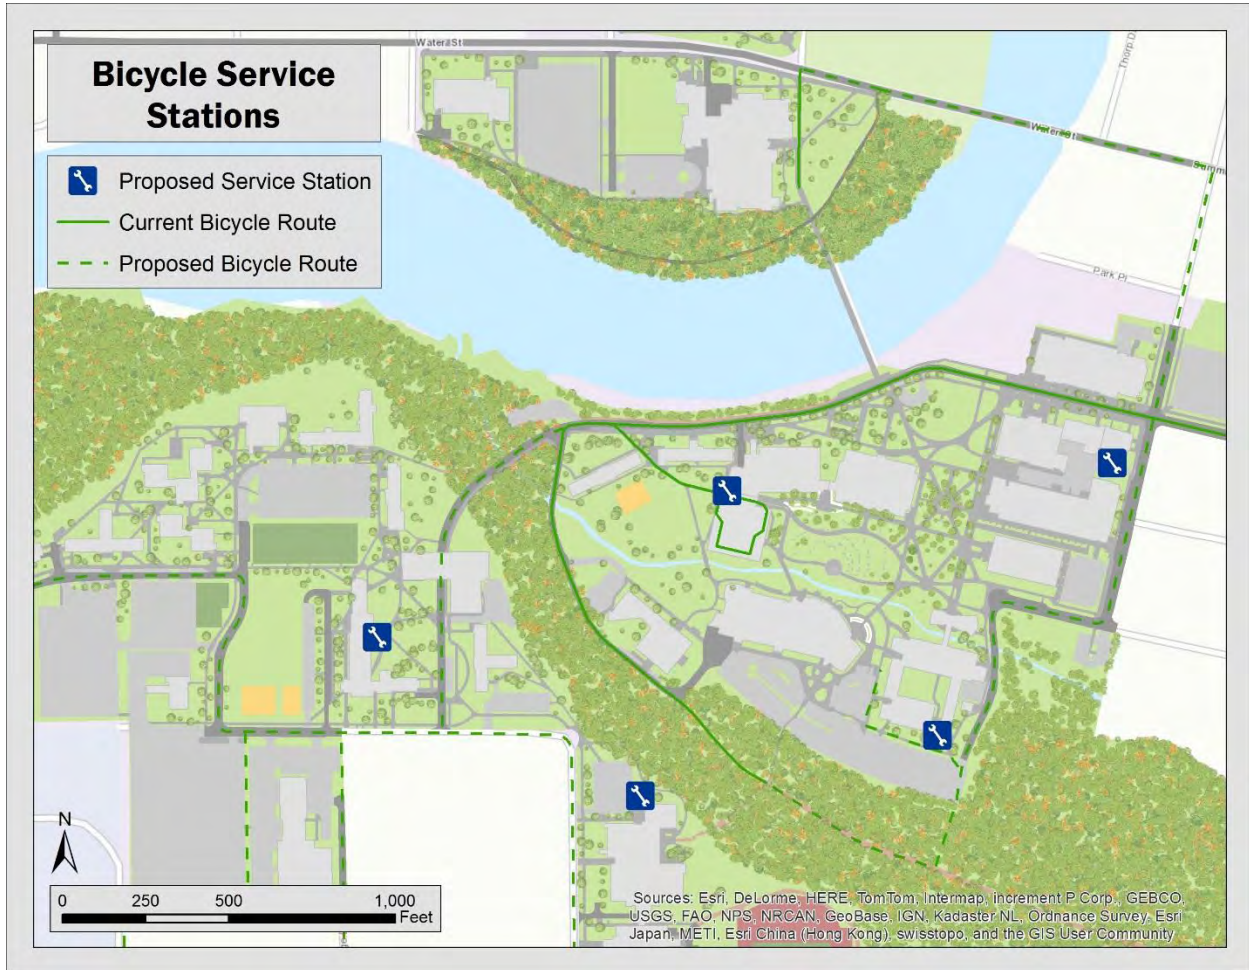 Water St
Thorp D
Bicycle Service
Stations
Water St
Summ
Proposed Service Station
Current Bicycle Route
Proposed Bicycle Route
Park Pl
N
0 250 500 1,000
Feet
Sources: Esri, DeLorme, HERE, TomTom, Intermap, increment P Corp., GEBCO,
USGS, FAO, NPS, NRCAN, GeoBase, IGN, Kadaster NL, Ordnance Survey, Esri
Japan, METI, Esri China (Hong Kong), swisstopo, and the GIS User Community